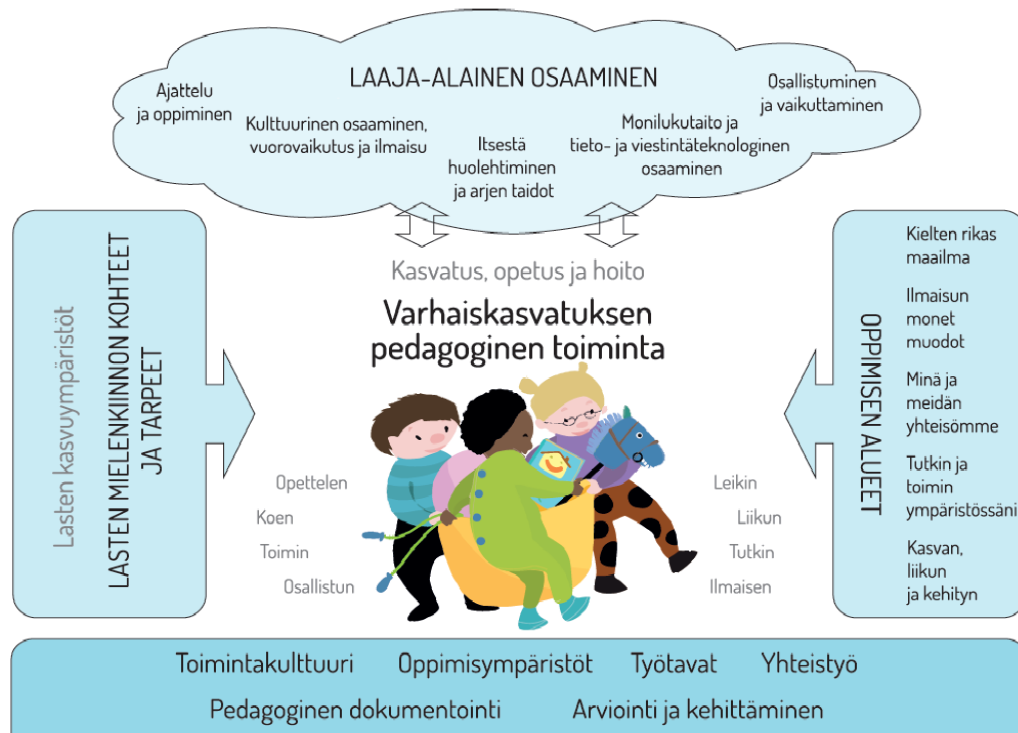 LAAJA-ALAINEN OSAAMINEN
Ajattelu
ja oppiminen
Kulttuurinen osaaminen,
vuorovaikutus ja ilmaisu
Itsestä
huolehtiminen
ja arjen taidot
Monilukutaito ja
tieto- ja viestintäteknologinen
osaaminen
Osallistuminen
ja vaikuttaminen
Lasten kasvuympäristöt
LASTEN MIELENKIINNON KOHTEET
JA TARPEET
Kasvatus, opetus ja hoito
Varhaiskasvatuksen
pedagoginen toiminta
Opettelen
Koen
Toimin
Osallistun
Leikin
Liikun
Tutkin
Ilmaisen
OPPIMISEN ALUEET
Kielten rikas
maailma
Ilmaisun
monet
muodot
Minä ja
meidän
yhteisömme
Tutkin ja
toimin
ympäristössäni
Kasvan,
liikun
ja kehityn
Toimintakulttuuri Oppimisympäristöt Työtavat Yhteistyö
Pedagoginen dokumentointi Arviointi ja kehittäminen